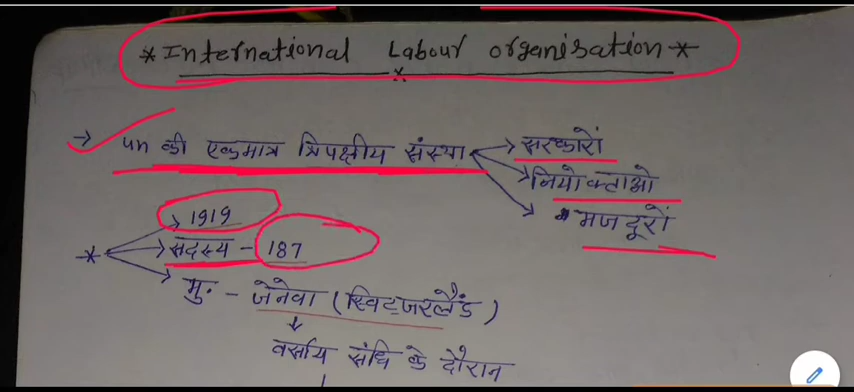 * International Labour organisation *
→ un की एकमात्र त्रिपक्षीय संस्था → सरकारों
→ नियोक्ताओ
→ मजदूरों
→ 1919
* → सदस्य - 187
→ मु. - जेनेवा (स्विट्जरलैंड)
↓
वर्साय संधि के दौरान